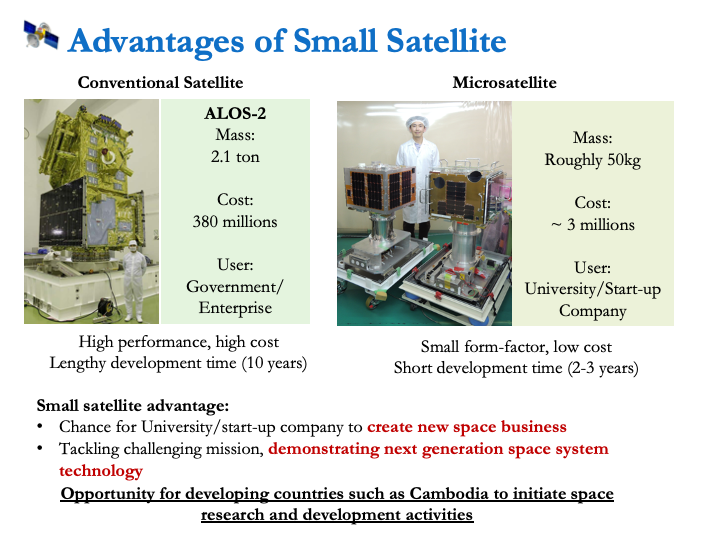 Advantages of Small Satellite
Conventional Satellite
ALOS-2
Mass:
2.1 ton
Cost:
380 millions
User:
Government/
Enterprise
High performance, high cost
Lengthy development time (10 years)
Microsatellite
Mass:
Roughly 50kg
Cost:
~ 3 millions
User:
University/Start-up
Company
Small form-factor, low cost
Short development time (2-3 years)
Small satellite advantage:
• Chance for University/start-up company to create new space business
• Tackling challenging mission, demonstrating next generation space system
technology
Opportunity for developing countries such as Cambodia to initiate space
research and development activities